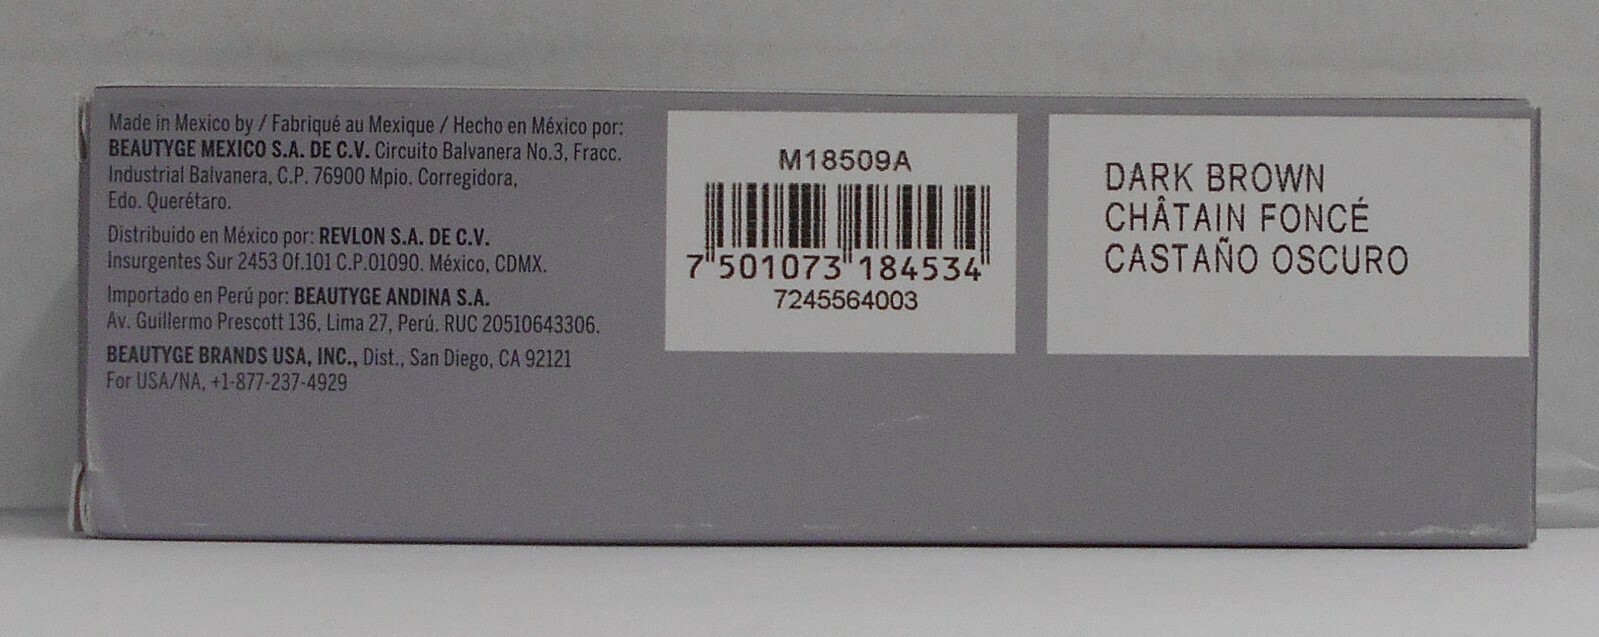 Made in Mexico by / Fabriqué au Mexique / Hecho en México por:
BEAUTYGE MEXICO S.A. DE C.V. Circuito Balvanera No.3, Fracc.
Industrial Balvanera, C.P. 76900 Mpio. Corregidora,
Edo. Querétaro.
Distribuido en México por: REVLON S.A. DE C.V.
Insurgentes Sur 2453 Of.101 C.P.01090. México, CDMX.
Importado en Perú por: BEAUTYGE ANDINA S.A.
Av. Guillermo Prescott 136, Lima 27, Perú. RUC 20510643306.
BEAUTYGE BRANDS USA, INC., Dist., San Diego, CA 92121
For USA/NA, +1-877-237-4929
M18509A
7 501073 184534
7245564003
DARK BROWN
CHÂTAIN FONCÉ
CASTAÑO OSCURO